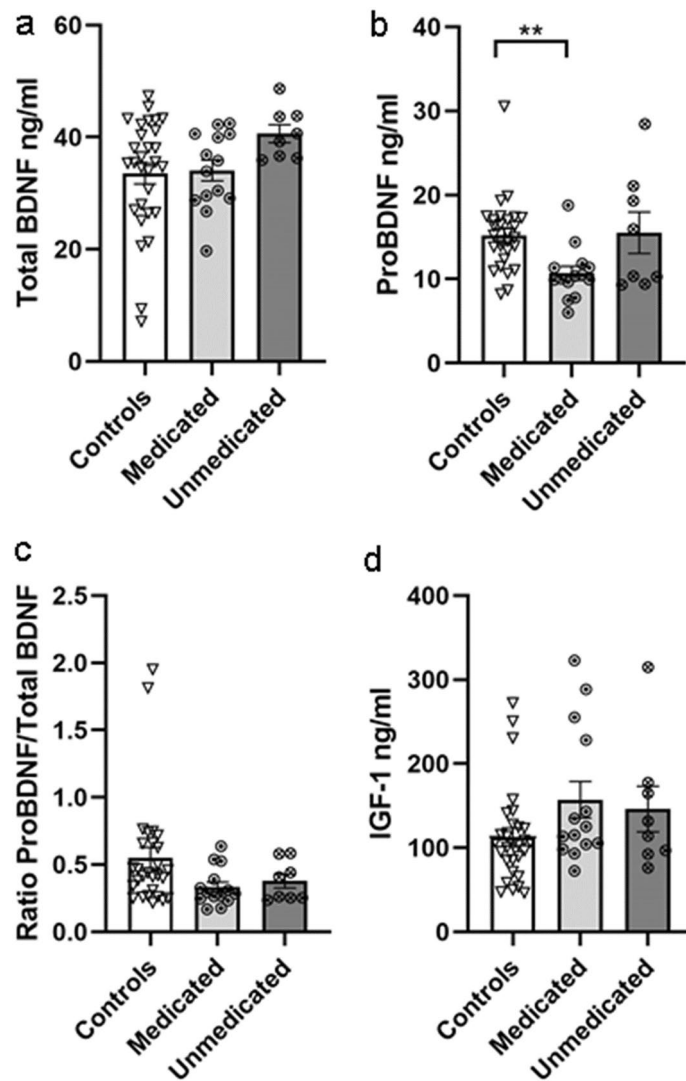 a
Total BDNF ng/ml
60
40
20
0
Controls
Medicated
Unmedicated
b
ProBDNF ng/ml
40
30
20
10
0
**
Controls
Medicated
Unmedicated
c
Ratio ProBDNF/Total BDNF
2.5
2.0
1.5
1.0
0.5
0.0
Controls
Medicated
Unmedicated
d
IGF-1 ng/ml
400
300
200
100
0
Controls
Medicated
Unmedicated